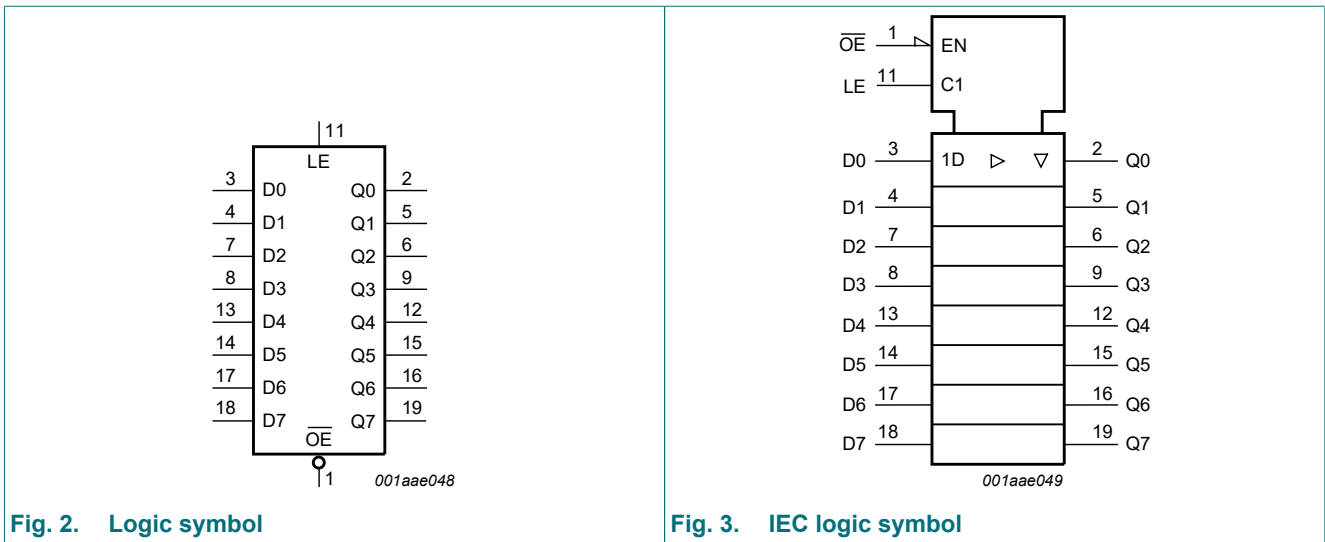 11
LE
3 D0 Q0 2
4 D1 Q1 5
7 D2 Q2 6
8 D3 Q3 9
13 D4 Q4 12
14 D5 Q5 15
17 D6 Q6 16
18 D7 Q7 19
O̅E̅
1 001aae048
Fig. 2. Logic symbol
O̅E̅ 1 EN
LE 11 C1
D0 3 1D 2 Q0
D1 4 5 Q1
D2 7 6 Q2
D3 8 9 Q3
D4 13 12 Q4
D5 14 15 Q5
D6 17 16 Q6
D7 18 19 Q7
001aae049
Fig. 3. IEC logic symbol